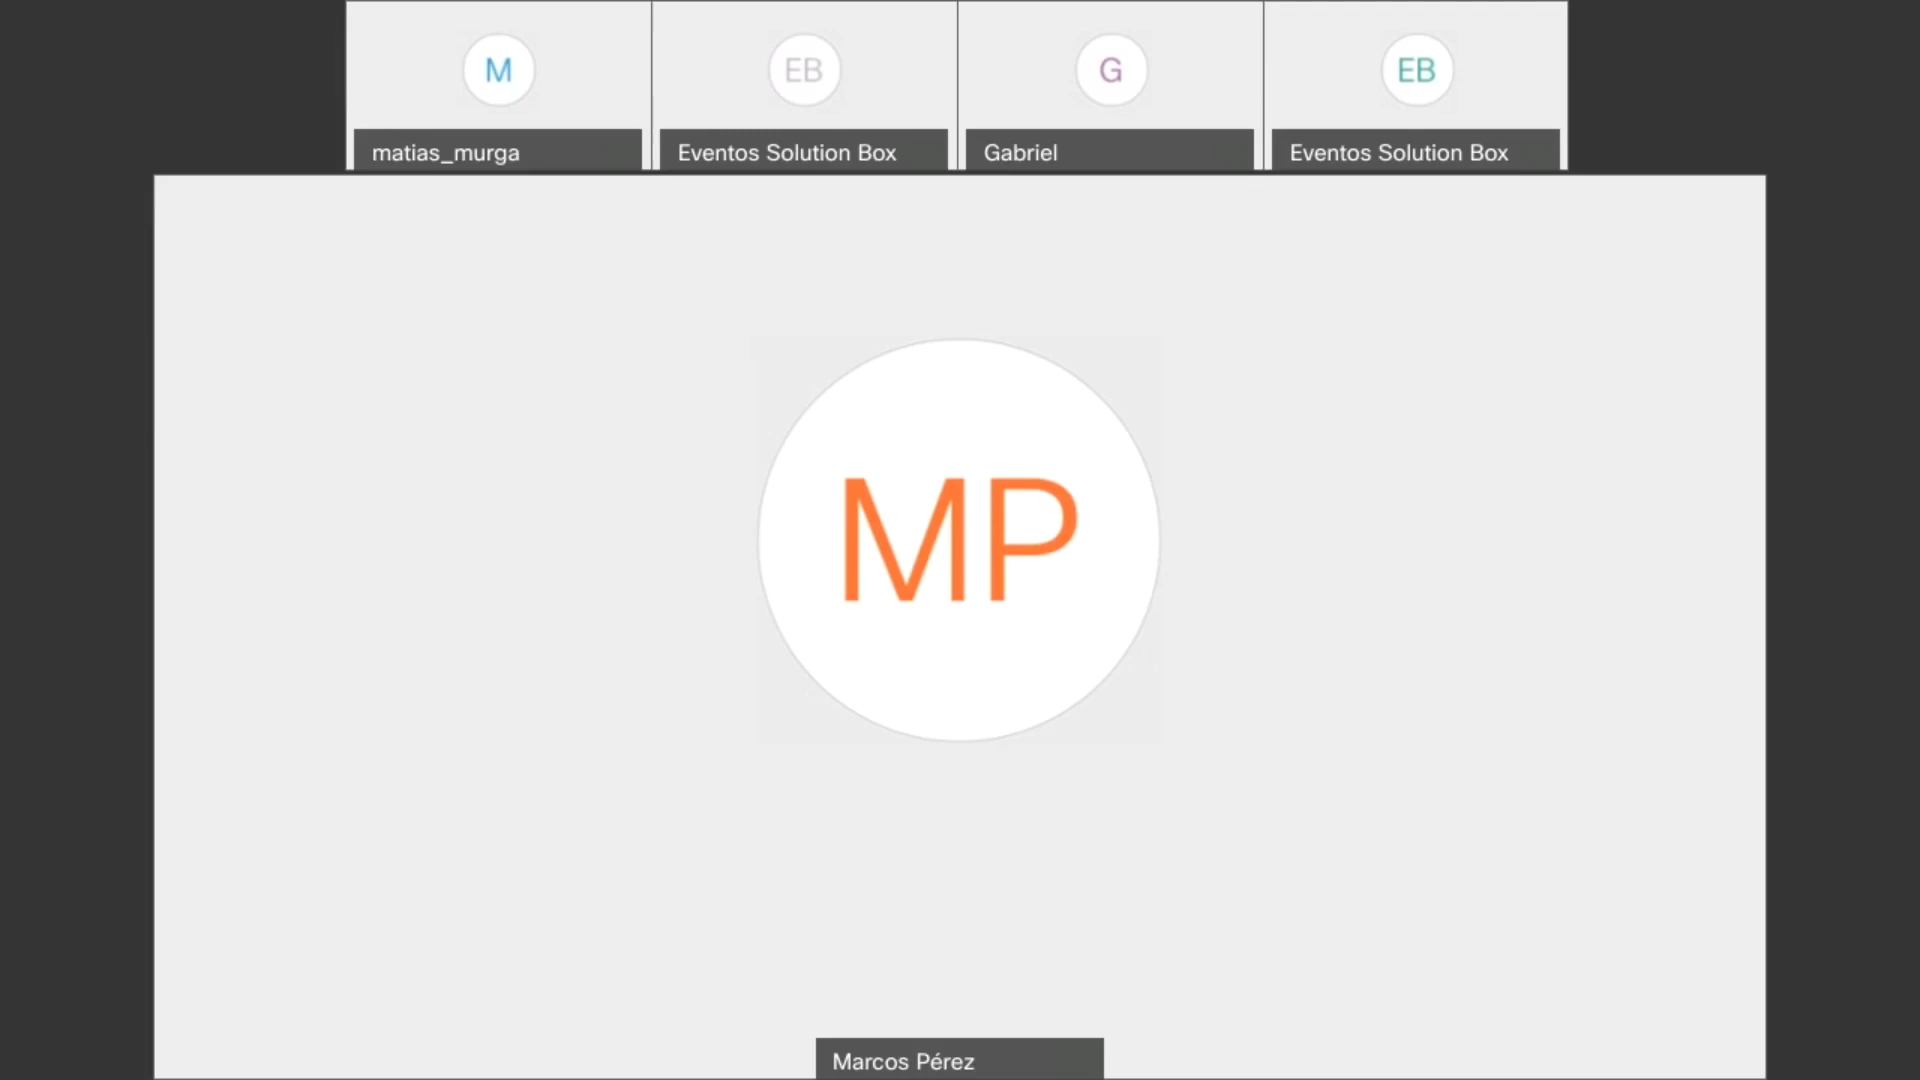 M
EB
G
EB
matias_murga
Eventos Solution Box
Gabriel
Eventos Solution Box
MP
Marcos Pérez